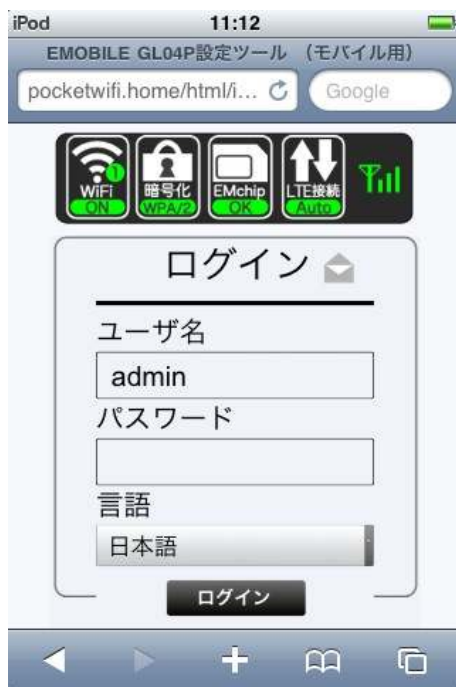 iPod 11:12
EMOBILE GL04P設定ツール （モバイル用）
pocketwifi.home/html/i... Google
WiFi 暗号化 EMchip LTE接続
1
ON WPA/2 OK Auto
ログイン
ユーザ名
admin
パスワード
言語
日本語
ログイン